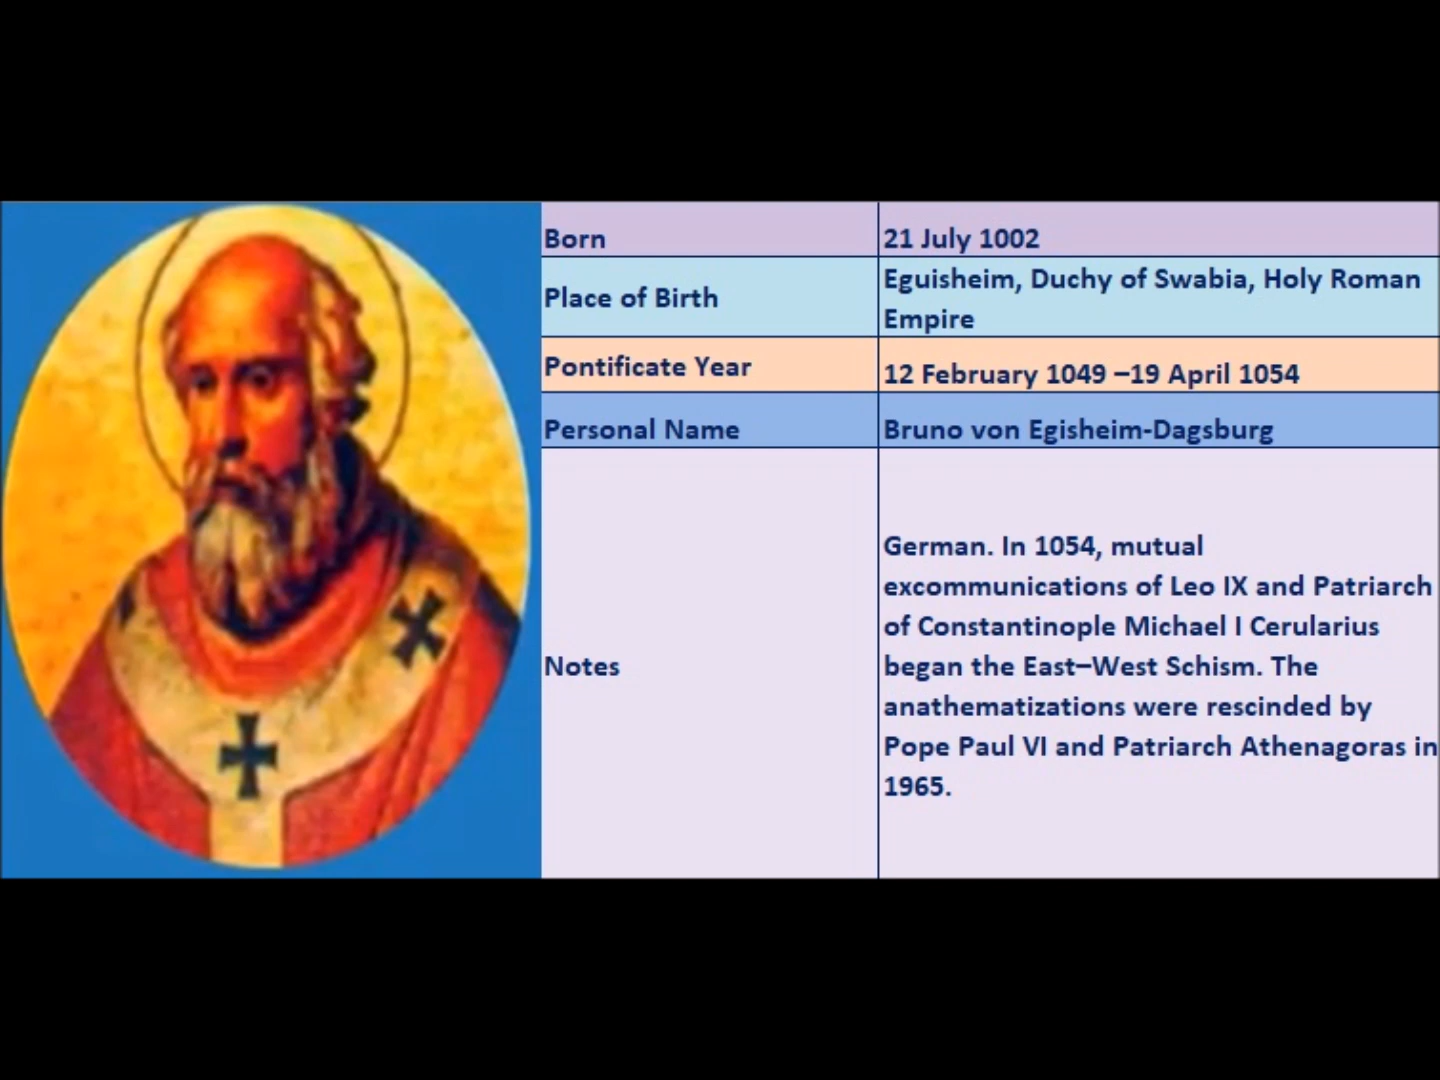 Born
21 July 1002
Place of Birth
Eguisheim, Duchy of Swabia, Holy Roman
Empire
Pontificate Year
12 February 1049 –19 April 1054
Personal Name
Bruno von Egisheim-Dagsburg
Notes
German. In 1054, mutual
excommunications of Leo IX and Patriarch
of Constantinople Michael I Cerularius
began the East–West Schism. The
anathematizations were rescinded by
Pope Paul VI and Patriarch Athenagoras in
1965.